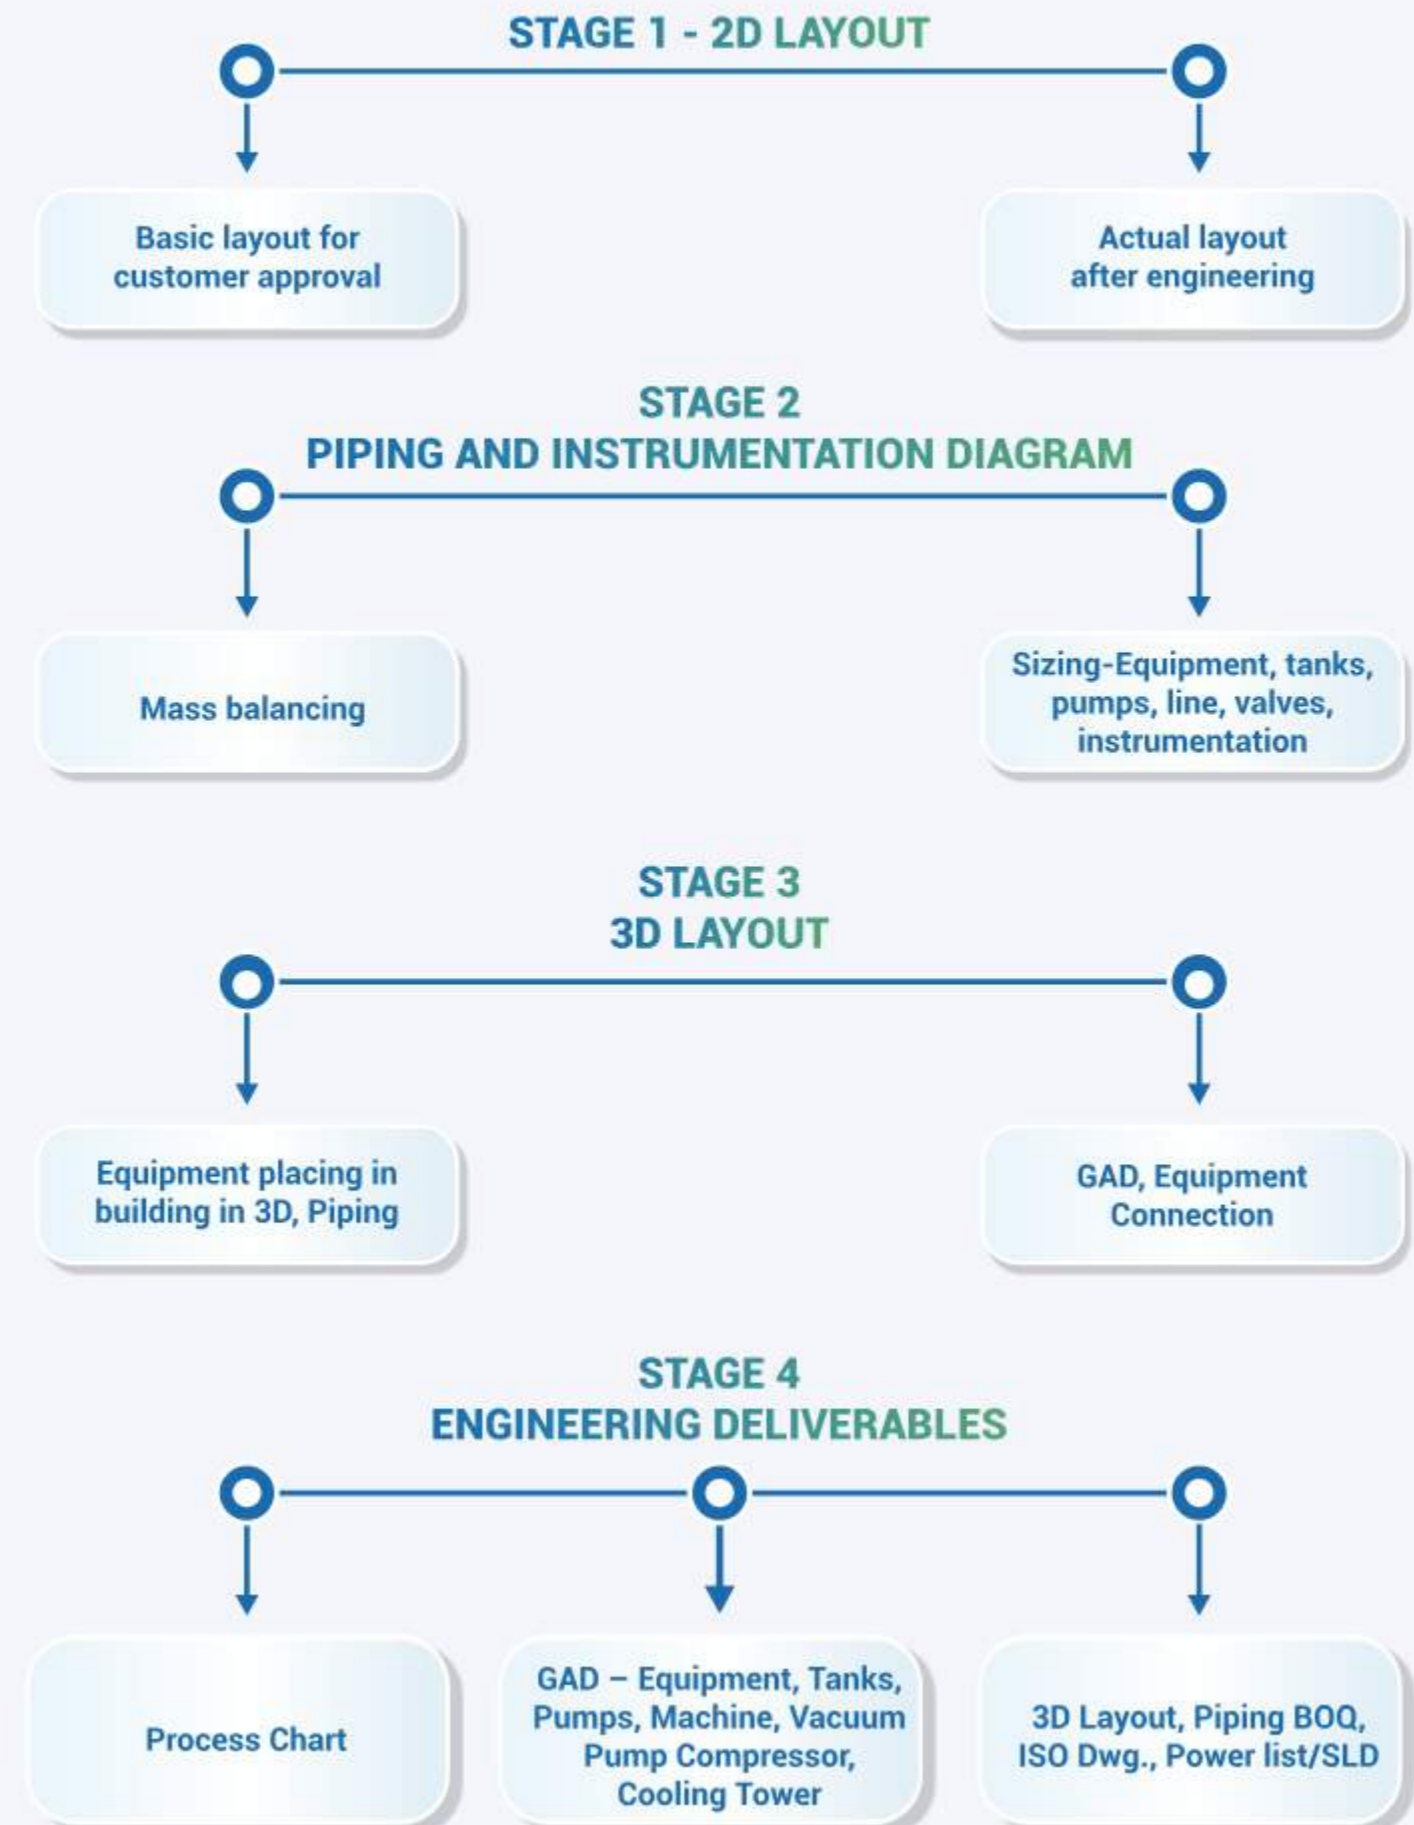 STAGE 1 - 2D LAYOUT
Basic layout for
customer approval
Actual layout
after engineering
STAGE 2
PIPING AND INSTRUMENTATION DIAGRAM
Mass balancing
Sizing-Equipment, tanks,
pumps, line, valves,
instrumentation
STAGE 3
3D LAYOUT
Equipment placing in
building in 3D, Piping
GAD, Equipment
Connection
STAGE 4
ENGINEERING DELIVERABLES
Process Chart
GAD – Equipment, Tanks,
Pumps, Machine, Vacuum
Pump Compressor,
Cooling Tower
3D Layout, Piping BOQ,
ISO Dwg., Power list/SLD